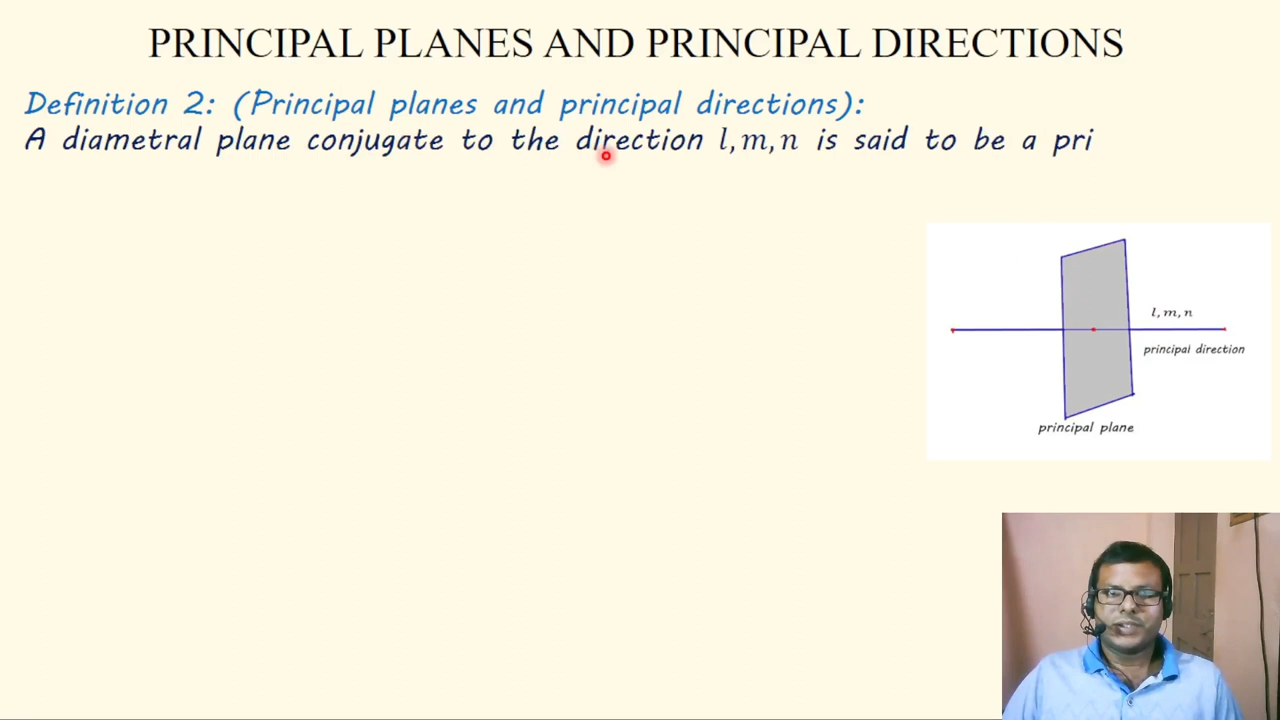 PRINCIPAL PLANES AND PRINCIPAL DIRECTIONS
Definition 2: (Principal planes and principal directions):
A diametral plane conjugate to the direction l, m, n is said to be a pri
l, m, n
principal direction
principal plane